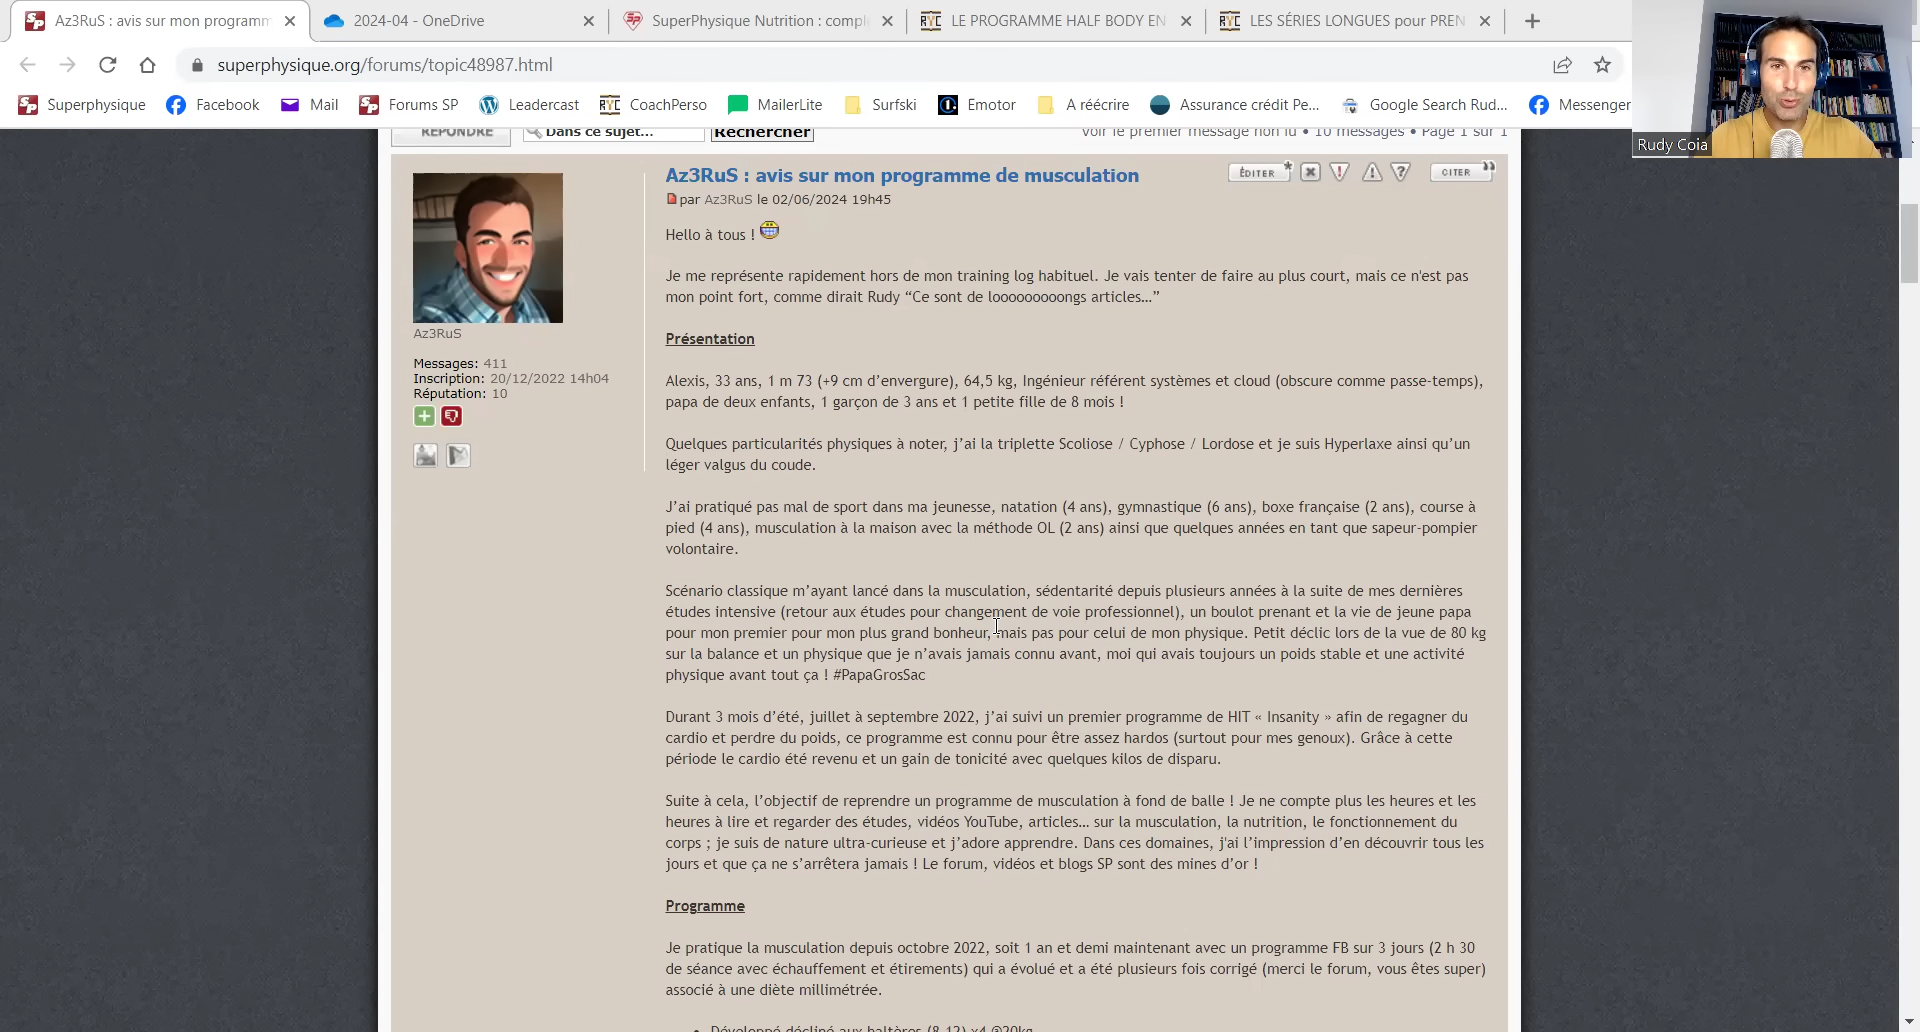 Az3RuS : avis sur mon programm
2024-04 - OneDrive
SuperPhysique Nutrition : comple
LE PROGRAMME HALF BODY EN
LES SÉRIES LONGUES pour PREN
superphysique.org/forums/topic48987.html
Superphysique
Facebook
Mail
Forums SP
Leadercast
CoachPerso
MailerLite
Surfski
Emotor
A réécrire
Assurance crédit Pe...
Google Search Rud...
Messenger
Rudy Coia
RÉPONDRE
Dans ce sujet...
Rechercher
Voir le premier message non lu • 10 messages • Page 1 sur 1
Az3RuS : avis sur mon programme de musculation
ÉDITER
CITER
par Az3RuS le 02/06/2024 19h45
Az3RuS
Messages: 411
Inscription: 20/12/2022 14h04
Réputation: 10
Hello à tous !
Je me représente rapidement hors de mon training log habituel. Je vais tenter de faire au plus court, mais ce n'est pas
mon point fort, comme dirait Rudy “Ce sont de looooooooongs articles…”
Présentation
Alexis, 33 ans, 1 m 73 (+9 cm d’envergure), 64,5 kg, Ingénieur référent systèmes et cloud (obscure comme passe-temps),
papa de deux enfants, 1 garçon de 3 ans et 1 petite fille de 8 mois !
Quelques particularités physiques à noter, j’ai la triplette Scoliose / Cyphose / Lordose et je suis Hyperlaxe ainsi qu’un
léger valgus du coude.
J’ai pratiqué pas mal de sport dans ma jeunesse, natation (4 ans), gymnastique (6 ans), boxe française (2 ans), course à
pied (4 ans), musculation à la maison avec la méthode OL (2 ans) ainsi que quelques années en tant que sapeur-pompier
volontaire.
Scénario classique m’ayant lancé dans la musculation, sédentarité depuis plusieurs années à la suite de mes dernières
études intensive (retour aux études pour changement de voie professionnel), un boulot prenant et la vie de jeune papa
pour mon premier pour mon plus grand bonheur, mais pas pour celui de mon physique. Petit déclic lors de la vue de 80 kg
sur la balance et un physique que je n’avais jamais connu avant, moi qui avais toujours un poids stable et une activité
physique avant tout ça ! #PapaGrosSac
Durant 3 mois d’été, juillet à septembre 2022, j’ai suivi un premier programme de HIT « Insanity » afin de regagner du
cardio et perdre du poids, ce programme est connu pour être assez hardos (surtout pour mes genoux). Grâce à cette
période le cardio été revenu et un gain de tonicité avec quelques kilos de disparu.
Suite à cela, l’objectif de reprendre un programme de musculation à fond de balle ! Je ne compte plus les heures et les
heures à lire et regarder des études, vidéos YouTube, articles… sur la musculation, la nutrition, le fonctionnement du
corps ; je suis de nature ultra-curieuse et j’adore apprendre. Dans ces domaines, j'ai l’impression d’en découvrir tous les
jours et que ça ne s’arrêtera jamais ! Le forum, vidéos et blogs SP sont des mines d’or !
Programme
Je pratique la musculation depuis octobre 2022, soit 1 an et demi maintenant avec un programme FB sur 3 jours (2 h 30
de séance avec échauffement et étirements) qui a évolué et a été plusieurs fois corrigé (merci le forum, vous êtes super)
associé à une diète millimétrée.
• Développé décliné aux haltères (8-12) x4 @20kg